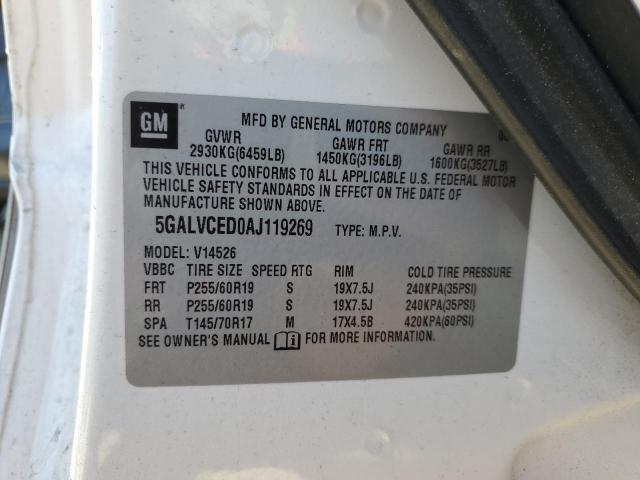 GM
MFD BY GENERAL MOTORS COMPANY
GVWR GAWR FRT GAWR RR
2930KG(6459LB) 1450KG(3196LB) 1600KG(3527LB)
THIS VEHICLE CONFORMS TO ALL APPLICABLE U.S. FEDERAL MOTOR
VEHICLE SAFETY STANDARDS IN EFFECT ON THE DATE OF
MANUFACTURE SHOWN ABOVE.
5GALVCED0AJ119269 TYPE: M.P.V.
MODEL: V14526
VBBC TIRE SIZE SPEED RTG RIM COLD TIRE PRESSURE
FRT P255/60R19 S 19X7.5J 240KPA(35PSI)
RR P255/60R19 S 19X7.5J 240KPA(35PSI)
SPA T145/70R17 M 17X4.5B 420KPA(60PSI)
SEE OWNER'S MANUAL FOR MORE INFORMATION.